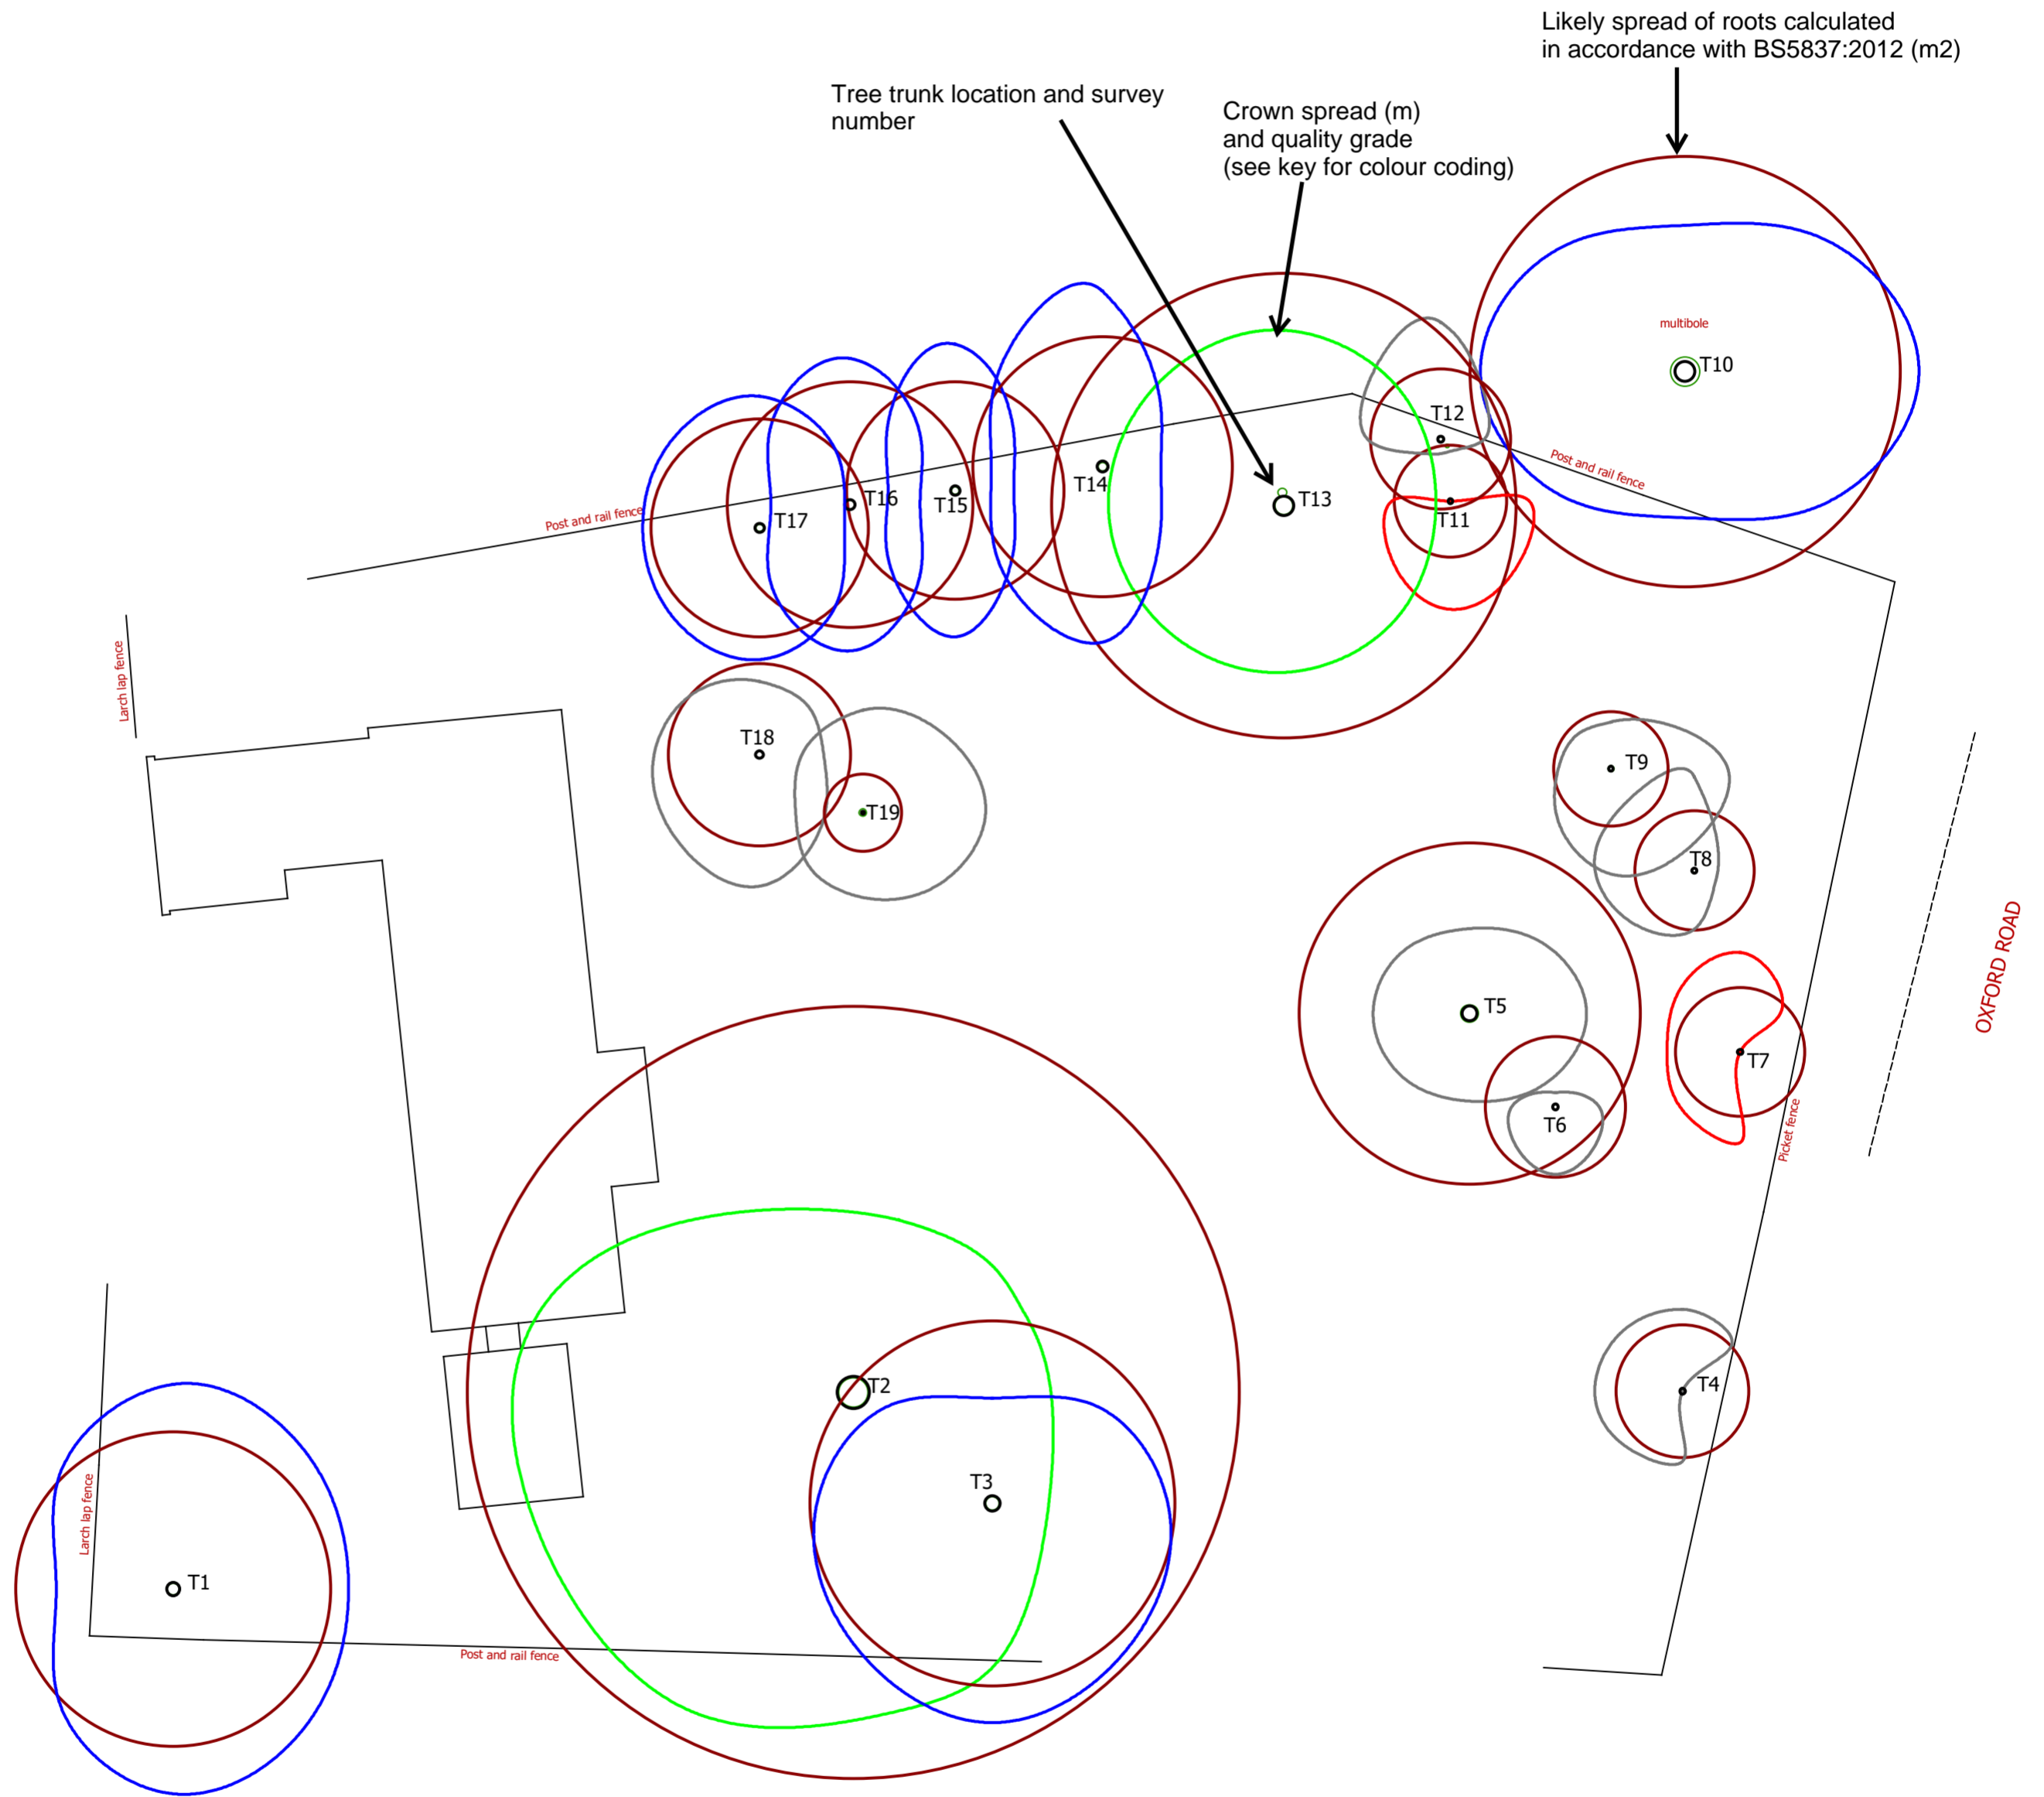 Likely spread of roots calculated
in accordance with BS5837:2012 (m2)
Tree trunk location and survey
number
Crown spread (m)
and quality grade
(see key for colour coding)
multibole
T10
T12
Post and rail fence
T14
T13
T11
T16
T15
T17
Post and rail fence
Larch lap fence
T18
T19
T9
T8
OXFORD ROAD
T5
T7
T6
Picket fence
T2
T4
T3
Larch lap fence
T1
Post and rail fence